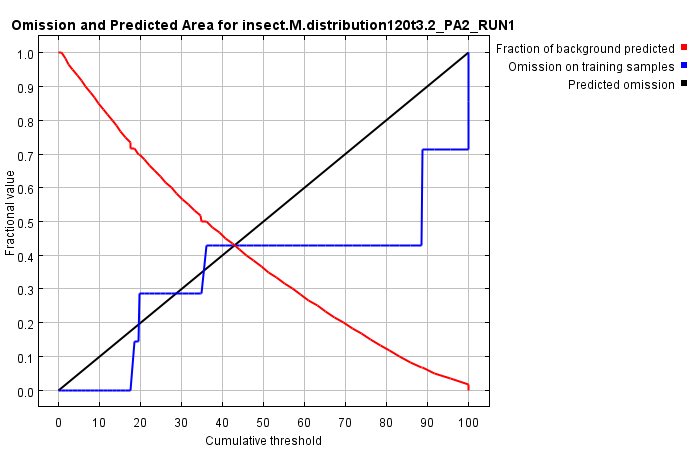 Omission and Predicted Area for insect.M.distribution120t3.2_PA2_RUN1
Fraction of background predicted
Omission on training samples
Predicted omission
1.0
0.9
0.8
0.7
0.6
0.5
0.4
0.3
0.2
0.1
0.0
Fractional value
0 10 20 30 40 50 60 70 80 90 100
Cumulative threshold